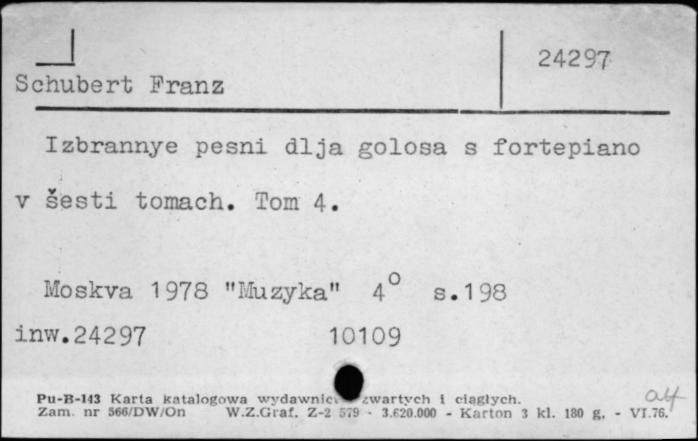 24297
Schubert Franz
Izbrannye pesni dlja golosa s fortepiano
v šesti tomach. Tom 4.
Moskva 1978 "Muzyka" 4° s.198
inw.24297 10109
Pu-B-143 Karta katalogowa wydawnic zwartych i ciągłych.
Zam. nr 566/DW/On W.Z.Graf. Z-2 579 - 3.620.000 - Karton 3 kl. 180 g. - VI.76.